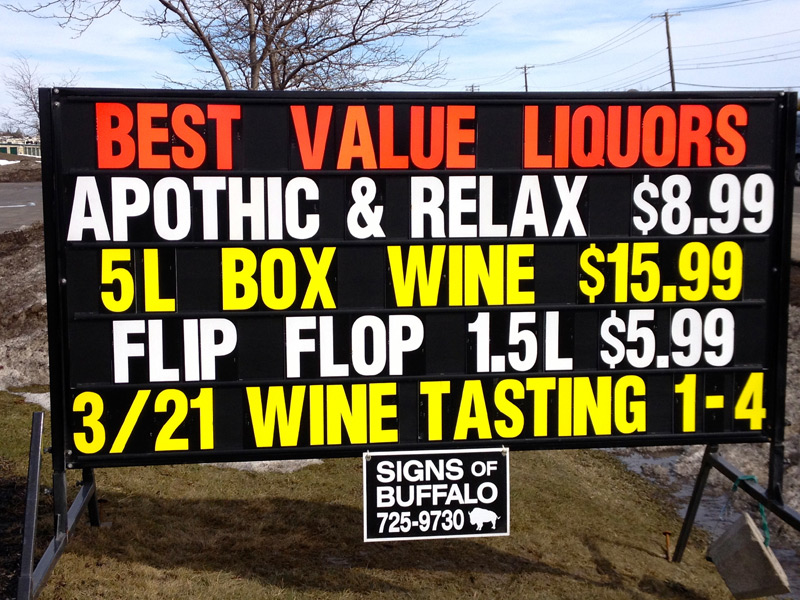 BEST VALUE LIQUORS
APOTHIC & RELAX $8.99
5L BOX WINE $15.99
FLIP FLOP 1.5L $5.99
3/21 WINE TASTING 1-4
SIGNS OF
BUFFALO
725-9730